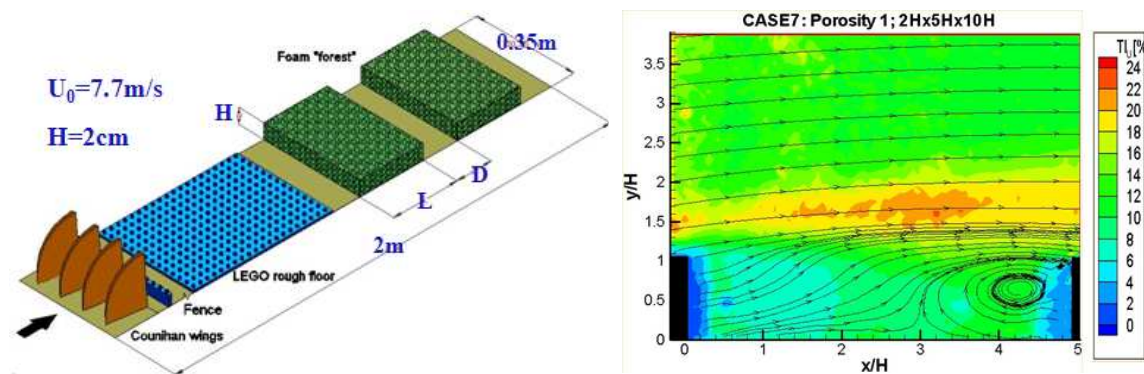 U₀=7.7m/s
H=2cm
Foam "forest"
0.35m
H
D
L
2m
LEGO rough floor
Fence
Counihan wings
CASE7: Porosity 1; 2Hx5Hx10H
y/H
3.5
3
2.5
2
1.5
1
0.5
0
0 1 2 3 4 5
x/H
TIᵤ[%
24
22
20
18
16
14
12
10
8
6
4
2
0